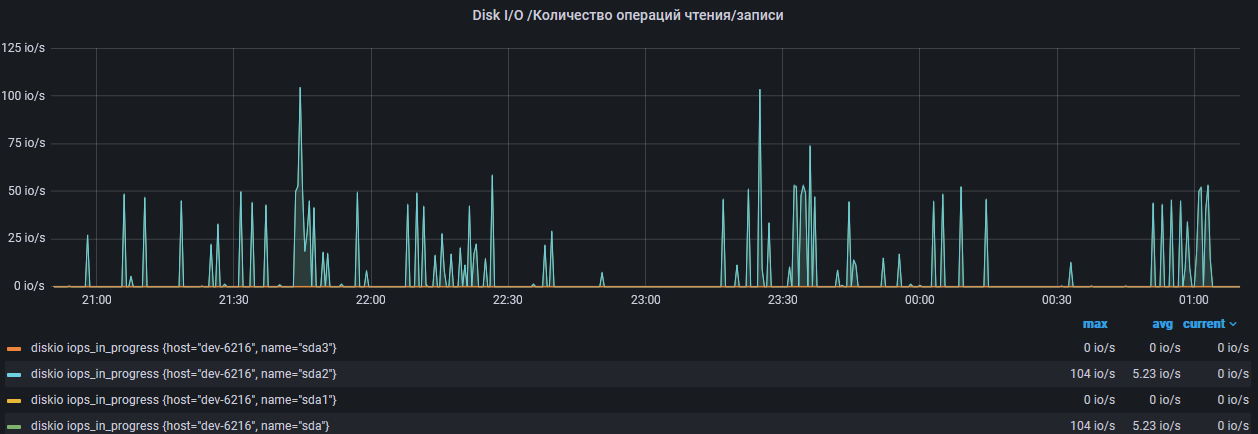 Disk I/O /Количество операций чтения/записи
125 io/s
100 io/s
75 io/s
50 io/s
25 io/s
0 io/s
21:00 21:30 22:00 22:30 23:00 23:30 00:00 00:30 01:00
max avg current
diskio iops_in_progress {host="dev-6216", name="sda3"} 0 io/s 0 io/s 0 io/s
diskio iops_in_progress {host="dev-6216", name="sda2"} 104 io/s 5.23 io/s 0 io/s
diskio iops_in_progress {host="dev-6216", name="sda1"} 0 io/s 0 io/s 0 io/s
diskio iops_in_progress {host="dev-6216", name="sda"} 104 io/s 5.23 io/s 0 io/s